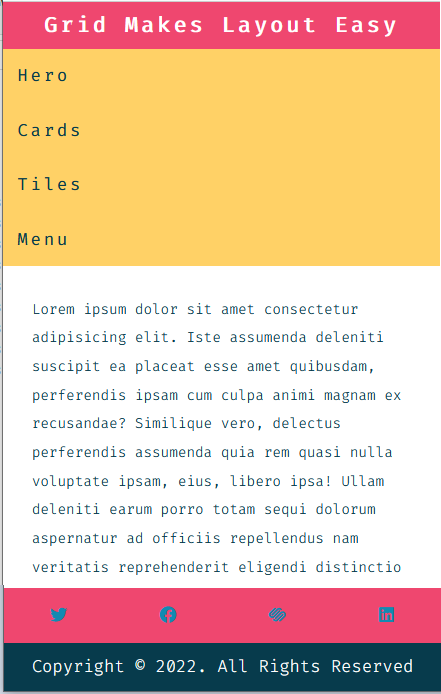 Grid Makes Layout Easy
Hero
Cards
Tiles
Menu
Lorem ipsum dolor sit amet consectetur
adipisicing elit. Iste assumenda deleniti
suscipit ea placeat esse amet quibusdam,
perferendis ipsam cum culpa animi magnam ex
recusandae? Similique vero, delectus
perferendis assumenda quia rem quasi nulla
voluptate ipsam, eius, libero ipsa! Ullam
deleniti earum porro totam sequi dolorum
aspernatur ad officiis repellendus nam
veritatis reprehenderit eligendi distinctio
Copyright © 2022. All Rights Reserved